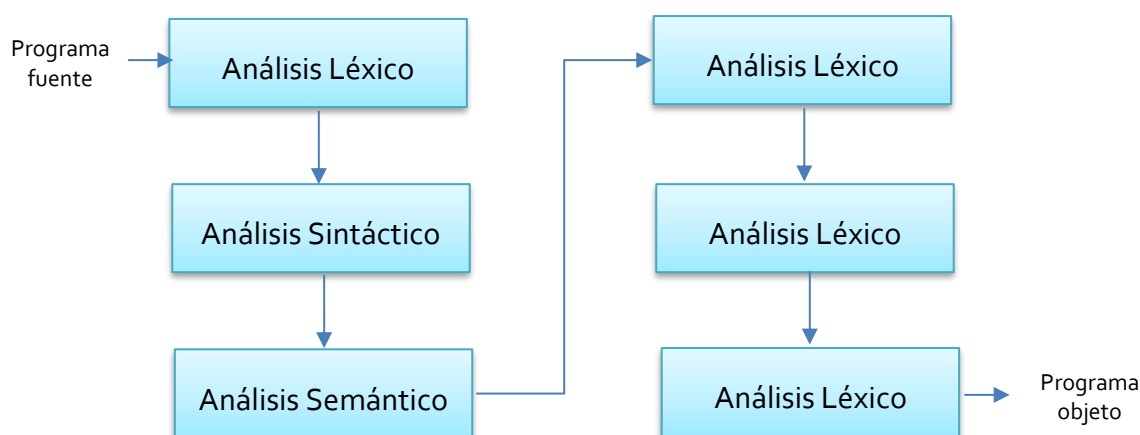 Programa
fuente
Análisis Léxico
Análisis Sintáctico
Análisis Semántico
Análisis Léxico
Análisis Léxico
Análisis Léxico
Programa
objeto